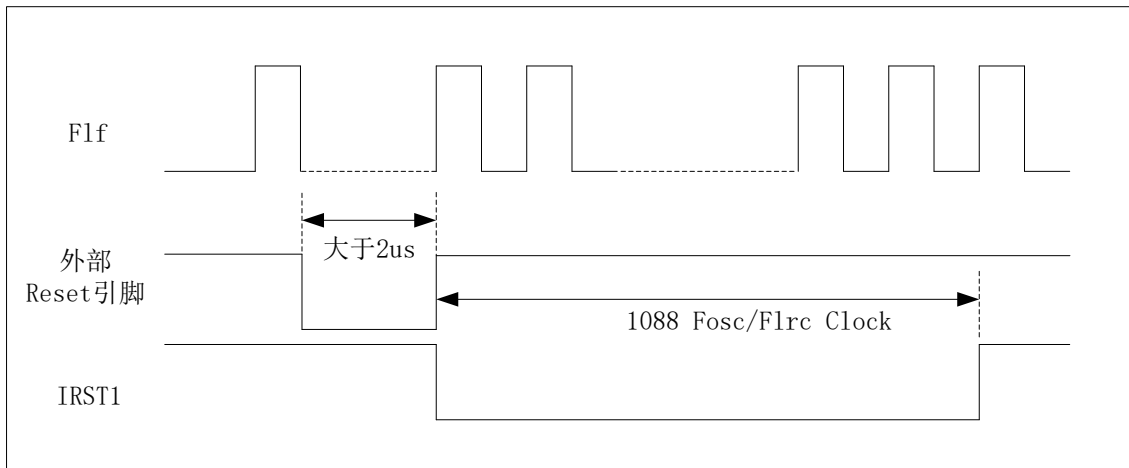 Flf
大于2us
外部
Reset引脚
1088 Fosc/Flrc Clock
IRST1